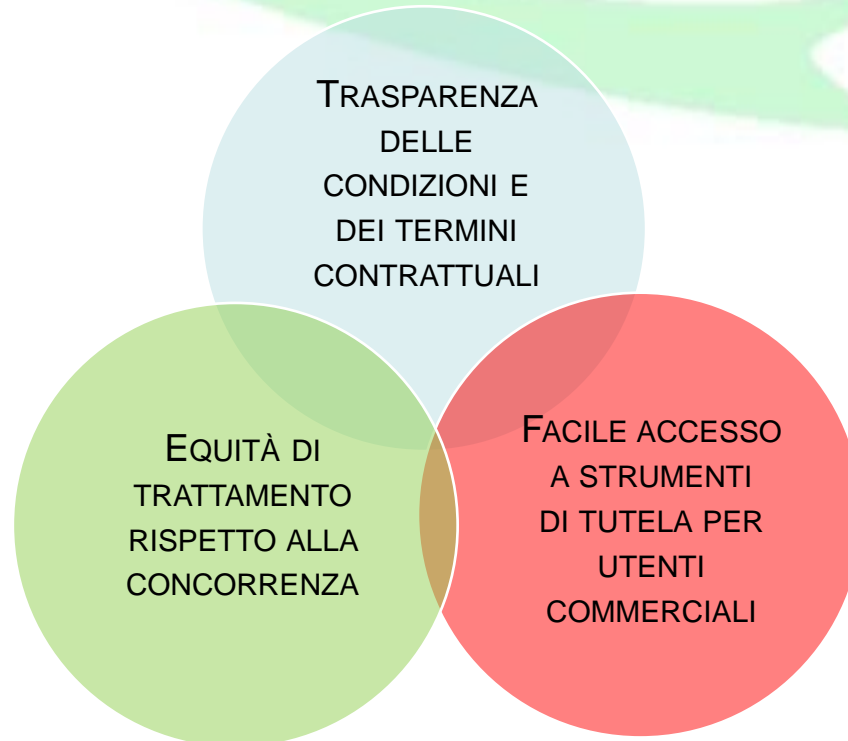 TRASPARENZA
DELLE
CONDIZIONI E
DEI TERMINI
CONTRATTUALI
EQUITÀ DI
TRATTAMENTO
RISPETTO ALLA
CONCORRENZA
FACILE ACCESSO
A STRUMENTI
DI TUTELA PER
UTENTI
COMMERCIALI